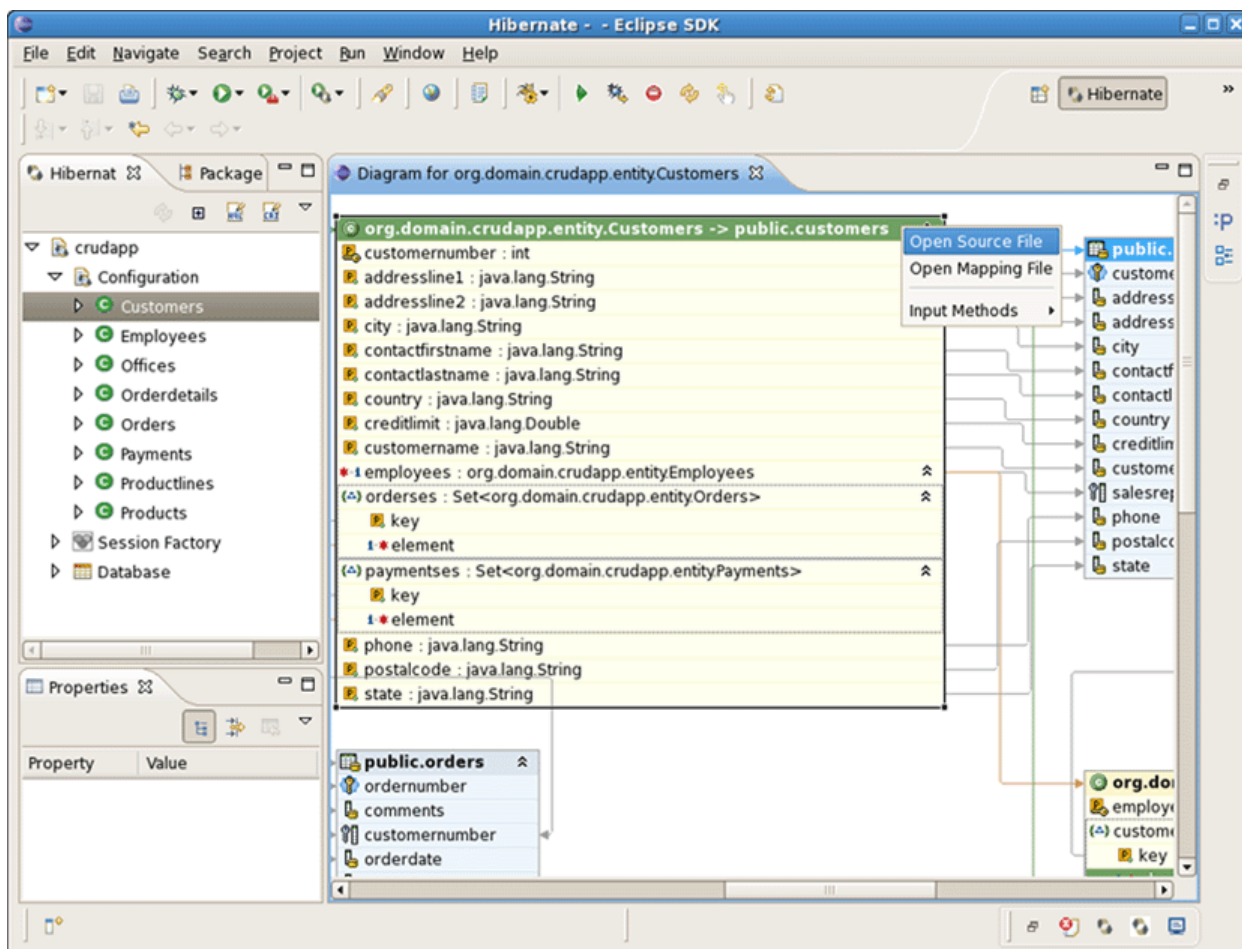 Hibernate - - Eclipse SDK
File Edit Navigate Search Project Run Window Help
Hibernate
Hibernat Package
crudapp
Configuration
Customers
Employees
Offices
Orderdetails
Orders
Payments
Productlines
Products
Session Factory
Database
Properties
Property Value
Diagram for org.domain.crudapp.entity.Customers
org.domain.crudapp.entity.Customers -> public.customers
customernumber : int
addressline1 : java.lang.String
addressline2 : java.lang.String
city : java.lang.String
contactfirstname : java.lang.String
contactlastname : java.lang.String
country : java.lang.String
creditlimit : java.lang.Double
customername : java.lang.String
employees : org.domain.crudapp.entity.Employees
orderses : Set<org.domain.crudapp.entity.Orders>
key
element
paymentses : Set<org.domain.crudapp.entity.Payments>
key
element
phone : java.lang.String
postalcode : java.lang.String
state : java.lang.String
Open Source File
Open Mapping File
Input Methods
public.
custome
address
address
city
contactf
contactl
country
creditlim
custome
salesrep
phone
postalco
state
public.orders
ordernumber
comments
customernumber
orderdate
org.do
employe
custome
key